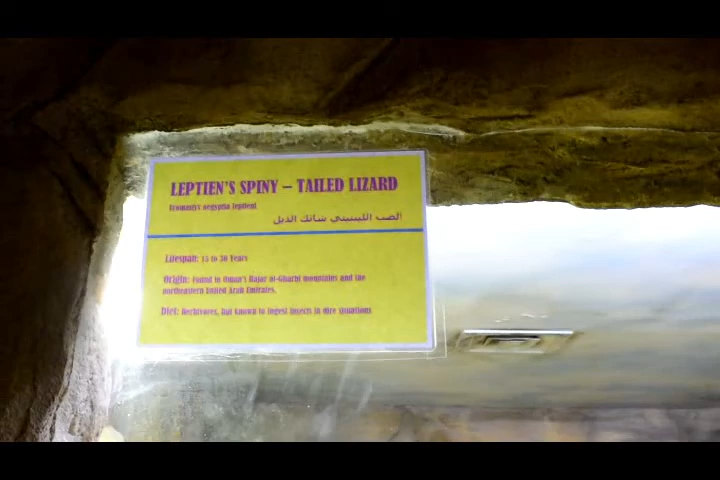 LEPTIEN'S SPINY – TAILED LIZARD
Uromastyx aegyptia leptieni
الضب الليبتيني شائك الذيل
Lifespan: 15 to 30 Years
Origin: Found in Oman's Hajar al-Gharbi mountains and the
northeastern United Arab Emirates.
Diet: Herbivores, but known to ingest insects in dire situations